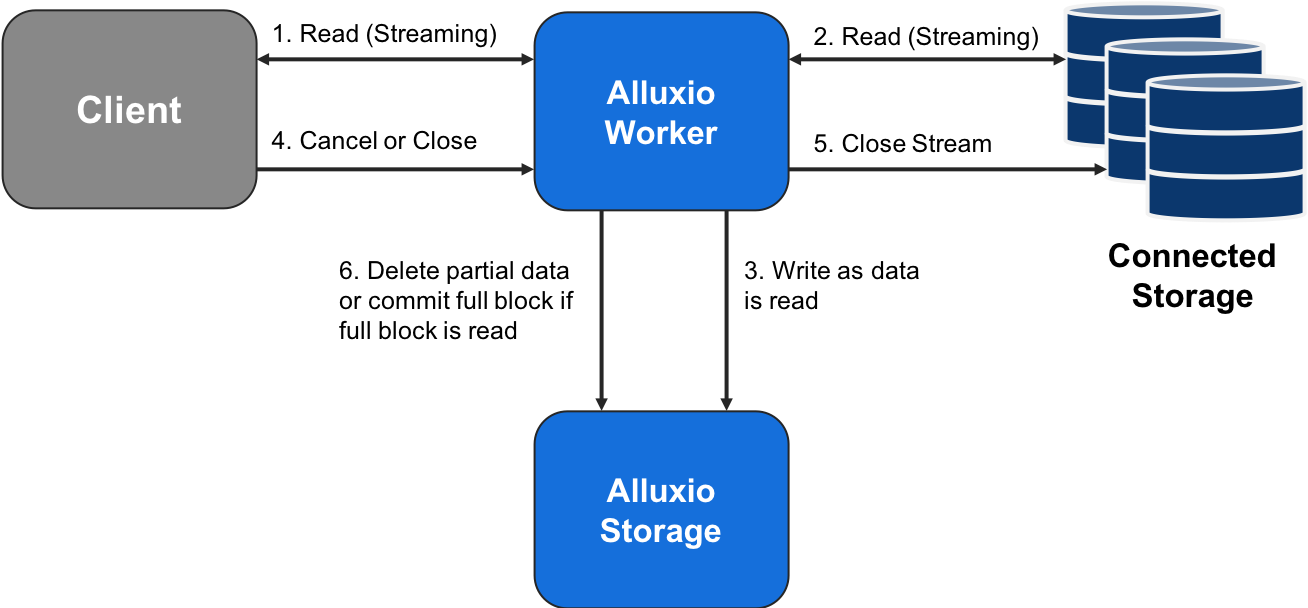 1. Read (Streaming)
2. Read (Streaming)
Client
Alluxio
Worker
4. Cancel or Close
5. Close Stream
Connected
Storage
6. Delete partial data
or commit full block if
full block is read
3. Write as data
is read
Alluxio
Storage